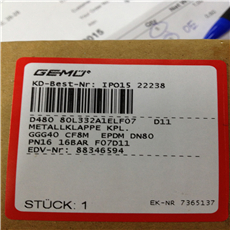 2015
GEMÜ
KD-Best-Nr: IPO15 22238
D480 80L332A1ELF07 D11
METALLKLAPPE KPL.
GGG40 CF8M EPDM DN80
PN16 16BAR F07D11
EDV-Nr: 88346594
STÜCK: 1
EK-NR 7365137